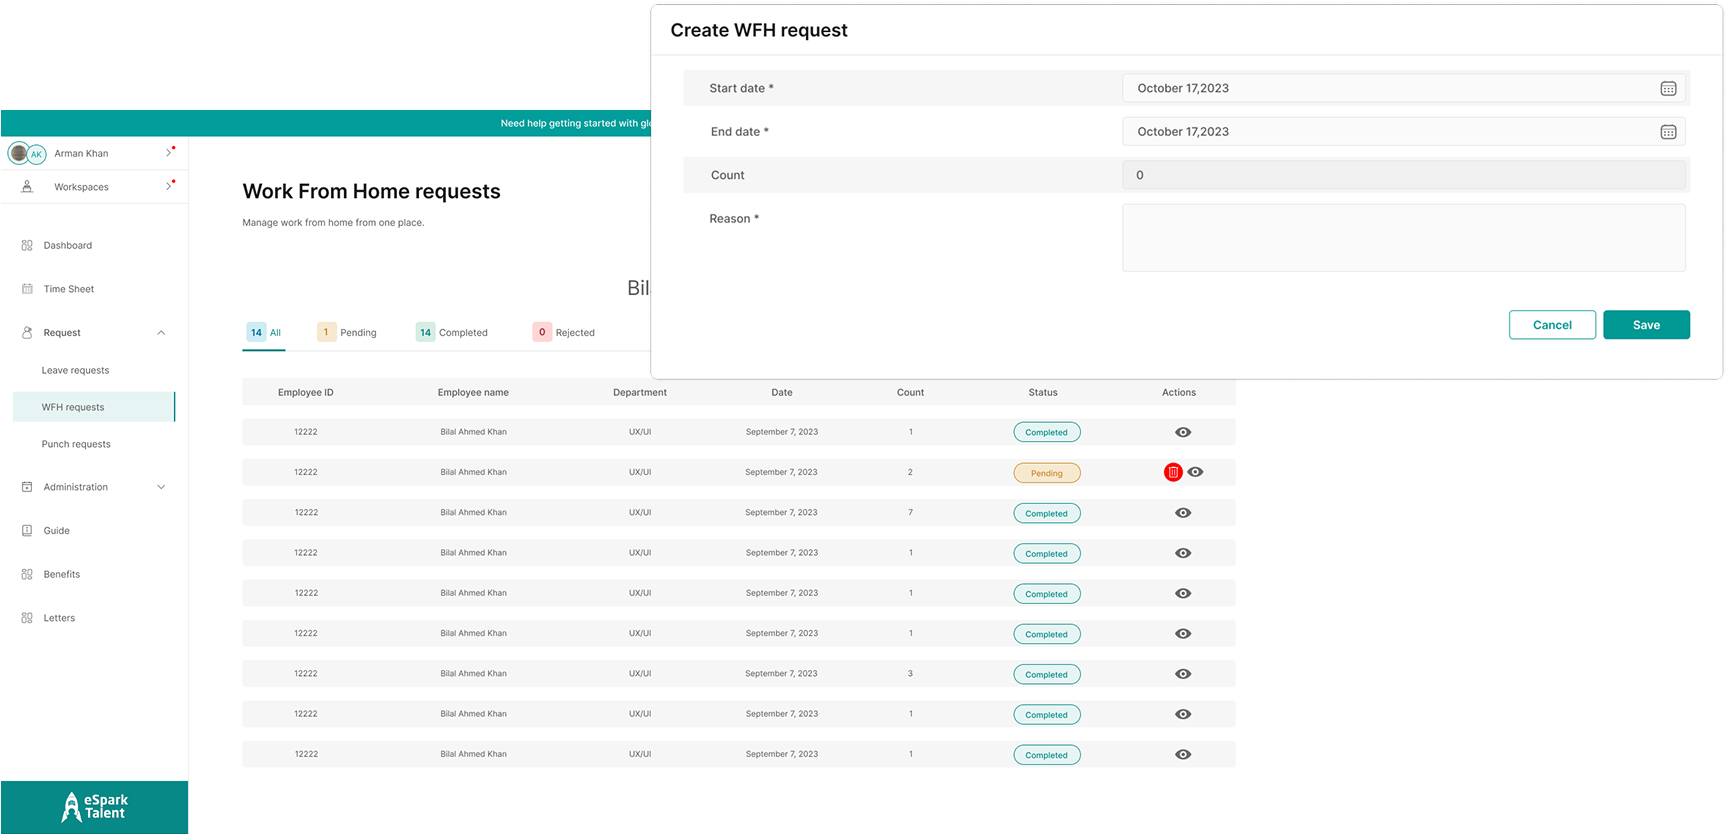 Create WFH request
Start date *
October 17,2023
End date *
October 17,2023
Count
0
Reason *
Cancel
Save
Need help getting started with
AK
Arman Khan
Workspaces
Dashboard
Time Sheet
Request
Leave requests
WFH requests
Punch requests
Administration
Guide
Benefits
Letters
eSpark
Talent
Work From Home requests
Manage work from home from one place.
14 All
1 Pending
14 Completed
0 Rejected
Employee ID Employee name Department Date Count Status Actions
12222 Bilal Ahmed Khan UX/UI September 7, 2023 1 Completed
12222 Bilal Ahmed Khan UX/UI September 7, 2023 2 Pending
12222 Bilal Ahmed Khan UX/UI September 7, 2023 7 Completed
12222 Bilal Ahmed Khan UX/UI September 7, 2023 1 Completed
12222 Bilal Ahmed Khan UX/UI September 7, 2023 1 Completed
12222 Bilal Ahmed Khan UX/UI September 7, 2023 1 Completed
12222 Bilal Ahmed Khan UX/UI September 7, 2023 3 Completed
12222 Bilal Ahmed Khan UX/UI September 7, 2023 1 Completed
12222 Bilal Ahmed Khan UX/UI September 7, 2023 1 Completed